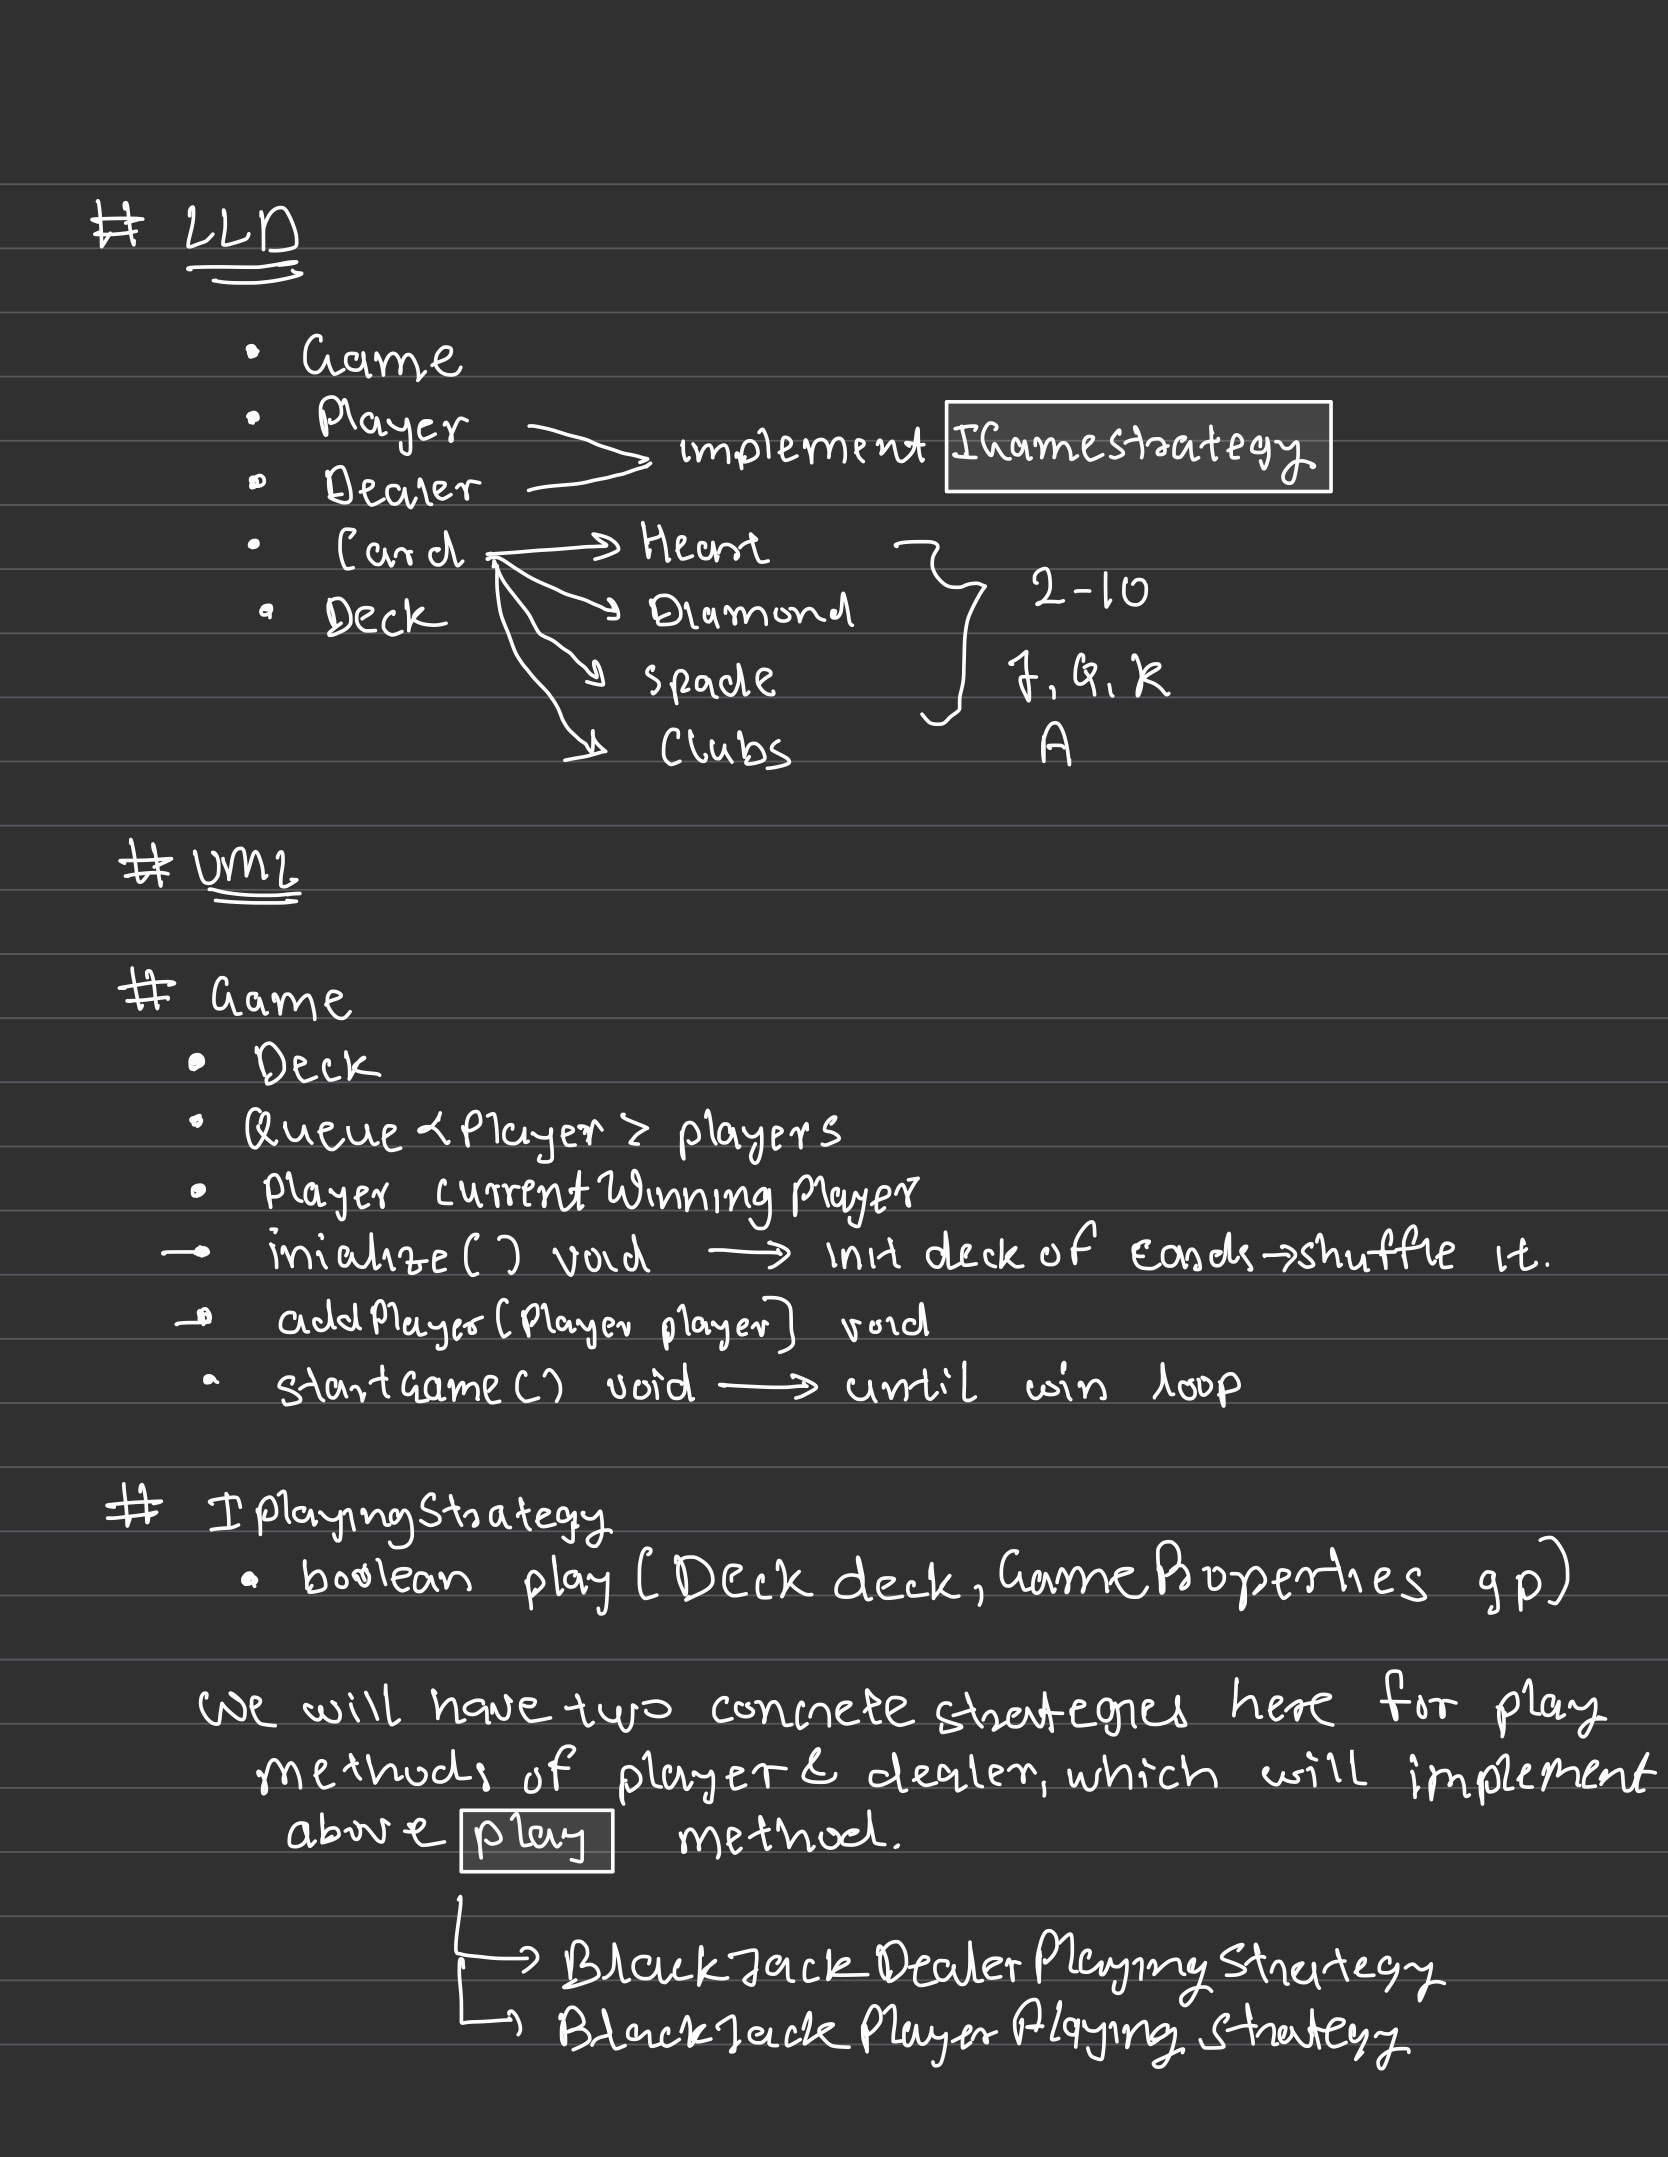 # LLD
• Game
• Player
implement IGamestrategy
• Dealer
• Card → Heart
2-10
• Deck
→ Diamond
J, Q, K
→ Spade
A
→ Clubs
# UML
# Game
• Deck
• Queue<Player> players
• Player currentWinningPlayer
inialize() void → init deck of cards → shuffle it.
addPlayer(Player player) void
• startGame() void → until win loop
# IPlayingStrategy
• boolean play (Deck deck, GameProperties gp)
We will have two concrete strategies here for play
methods of player & dealer, which will implement
above play method.
→ BlackJackDealerPlayingStrategy
→ BlackJackPlayerPlayingStrategy